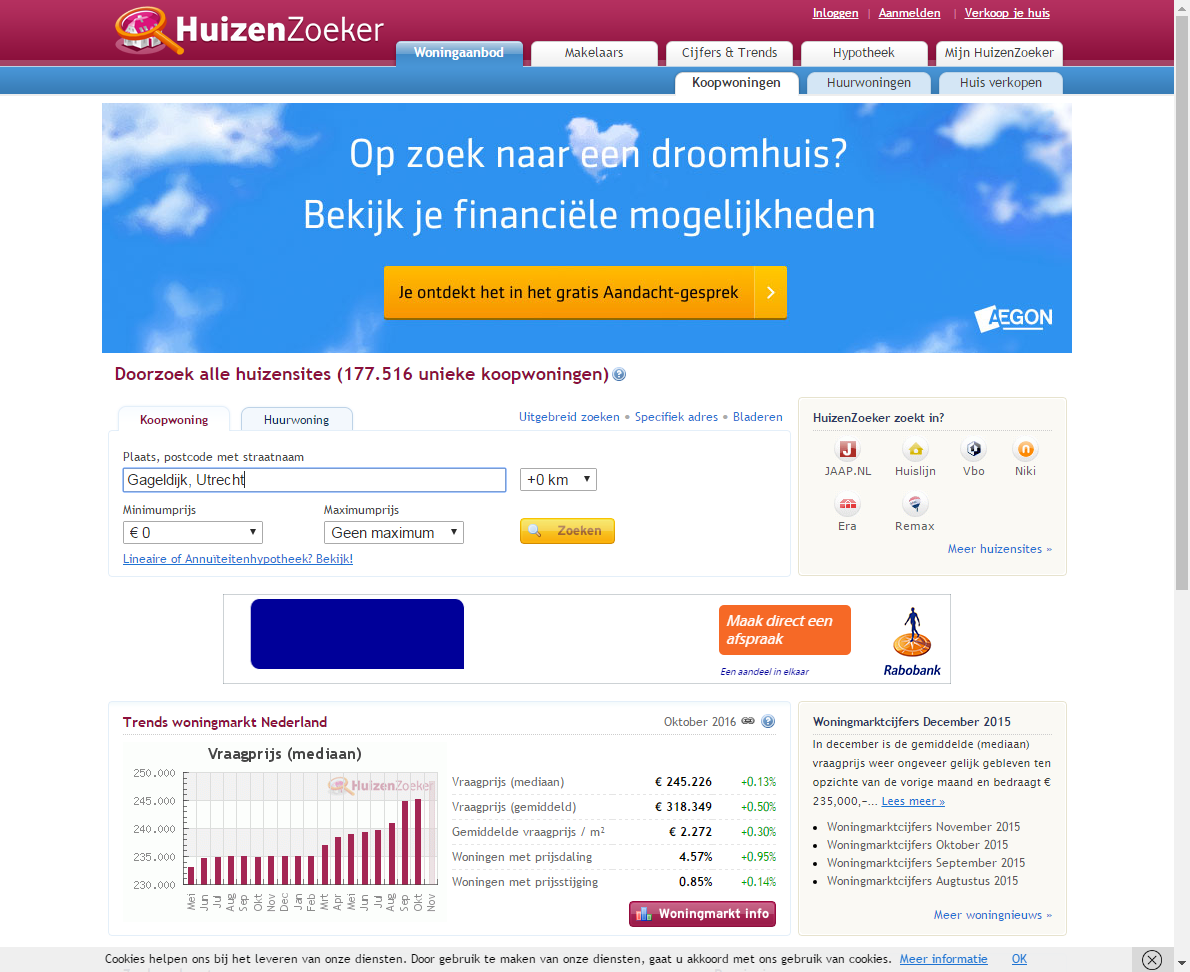 HuizenZoeker
Inloggen | Aanmelden | Verkoop je huis
Woningaanbod Makelaars Cijfers & Trends Hypotheek Mijn HuizenZoeker
Koopwoningen Huurwoningen Huis verkopen
Op zoek naar een droomhuis?
Bekijk je financiële mogelijkheden
Je ontdekt het in het gratis Aandacht-gesprek
AEGON
Doorzoek alle huizensites (177.516 unieke koopwoningen)
Koopwoning Huurwoning
Uitgebreid zoeken • Specifiek adres • Bladeren
Plaats, postcode met straatnaam
Gageldijk, Utrecht
+0 km
Minimumprijs Maximumprijs
€ 0 Geen maximum Zoeken
Lineaire of Annuïteitenhypotheek? Bekijk!
HuizenZoeker zoekt in?
JAAP.NL Huislijn Vbo Niki
Era Remax
Meer huizensites »
Maak direct een
afspraak
Een aandeel in elkaar
Rabobank
Trends woningmarkt Nederland
Oktober 2016
Vraagprijs (mediaan)
HuizenZoeker
250.000
245.000
240.000
235.000
230.000
Mei Jun Jul Aug Sep Okt Nov Dec Jan Feb Mrt Apr Mei Jun Jul Aug Sep Okt Nov
Vraagprijs (mediaan) € 245.226 +0.13%
Vraagprijs (gemiddeld) € 318.349 +0.50%
Gemiddelde vraagprijs / m² € 2.272 +0.30%
Woningen met prijsdaling 4.57% +0.95%
Woningen met prijsstijging 0.85% +0.14%
Woningmarkt info
Woningmarktcijfers December 2015
In december is de gemiddelde (mediaan)
vraagprijs weer ongeveer gelijk gebleven ten
opzichte van de vorige maand en bedraagt €
235,000,-... Lees meer »
• Woningmarktcijfers November 2015
• Woningmarktcijfers Oktober 2015
• Woningmarktcijfers September 2015
• Woningmarktcijfers Augtustus 2015
Meer woningnieuws »
Cookies helpen ons bij het leveren van onze diensten. Door gebruik te maken van onze diensten, gaat u akkoord met ons gebruik van cookies. Meer informatie OK